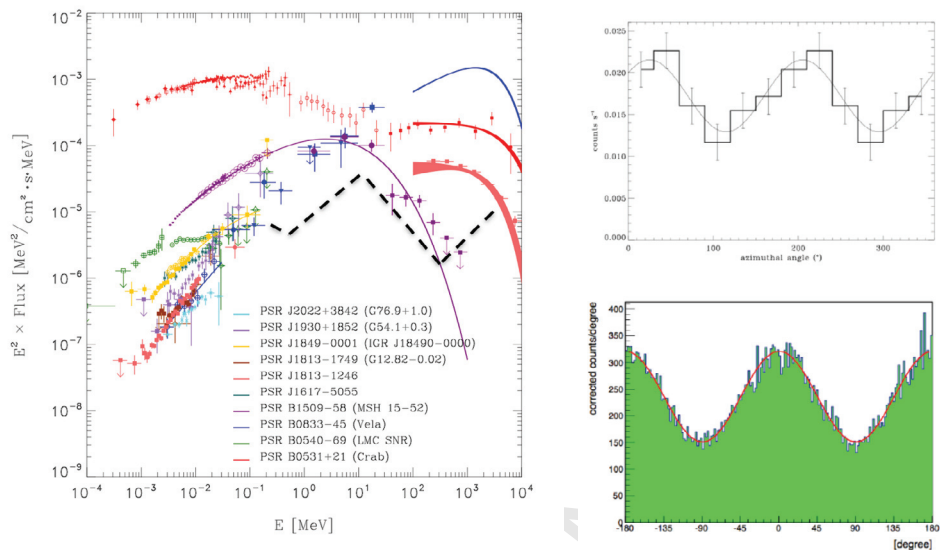 10⁻²
10⁻³
10⁻⁴
10⁻⁵
10⁻⁶
10⁻⁷
10⁻⁸
10⁻⁹
E² × Flux [MeV²/cm²·s·MeV]
PSR J2022+3842 (G76.9+1.0)
PSR J1930+1852 (G54.1+0.3)
PSR J1849-0001 (IGR J18490-0000)
PSR J1813-1749 (G12.82-0.02)
PSR J1813-1246
PSR J1617-5055
PSR B1509-58 (MSH 15-52)
PSR B0833-45 (Vela)
PSR B0540-69 (LMC SNR)
PSR B0531+21 (Crab)
10⁻⁴ 10⁻³ 10⁻² 10⁻¹ 10⁰ 10¹ 10² 10³ 10⁴
E [MeV]
0.025
0.020
0.015
0.010
0.005
0.000
counts s⁻¹
0 100 200 300
azimuthal angle (°)
400
350
300
250
200
150
100
50
0
corrected counts/degree
-180 -135 -90 -45 0 45 90 135 180
[degree]